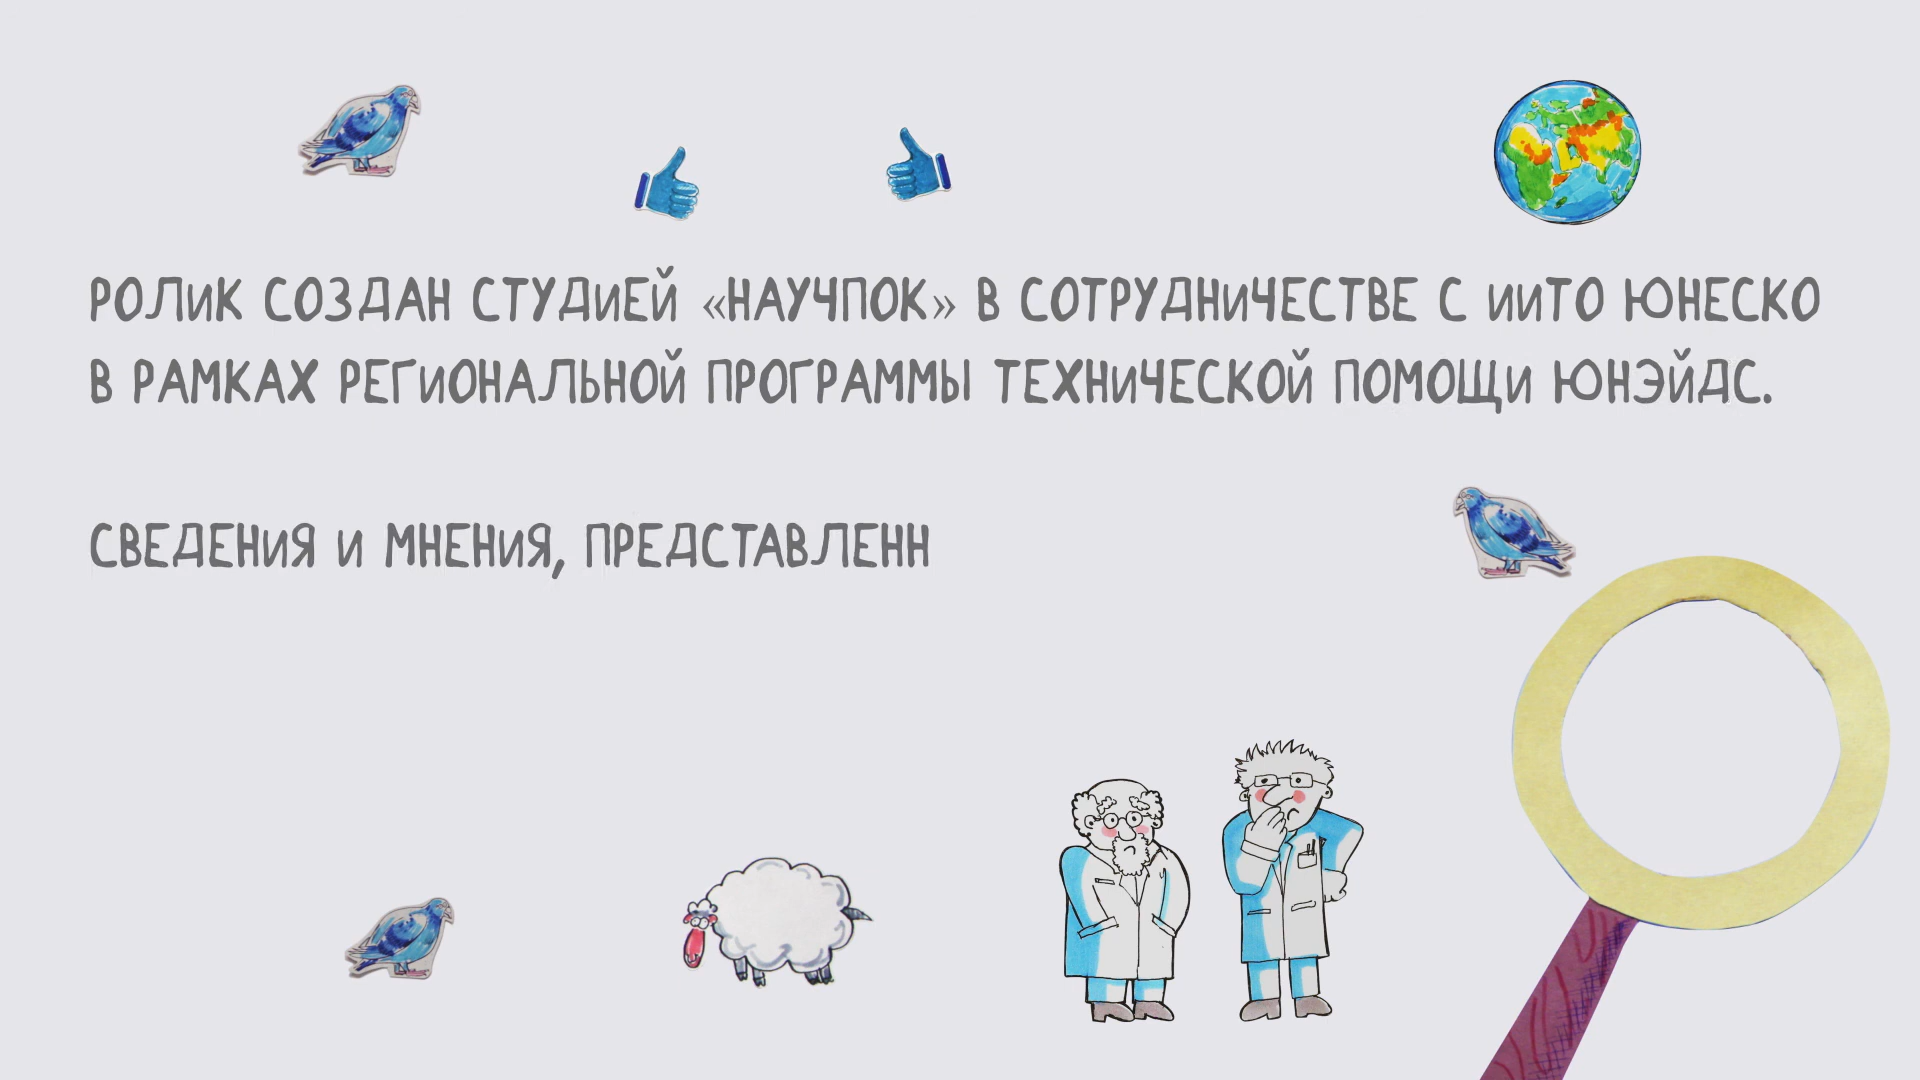 РОЛИК СОЗДАН СТУДИЕЙ «НАУЧПОК» В СОТРУДНИЧЕСТВЕ С ИИТО ЮНЕСКО
В РАМКАХ РЕГИОНАЛЬНОЙ ПРОГРАММЫ ТЕХНИЧЕСКОЙ ПОМОЩИ ЮНЭЙДС.
СВЕДЕНИЯ И МНЕНИЯ, ПРЕДСТАВЛЕНН